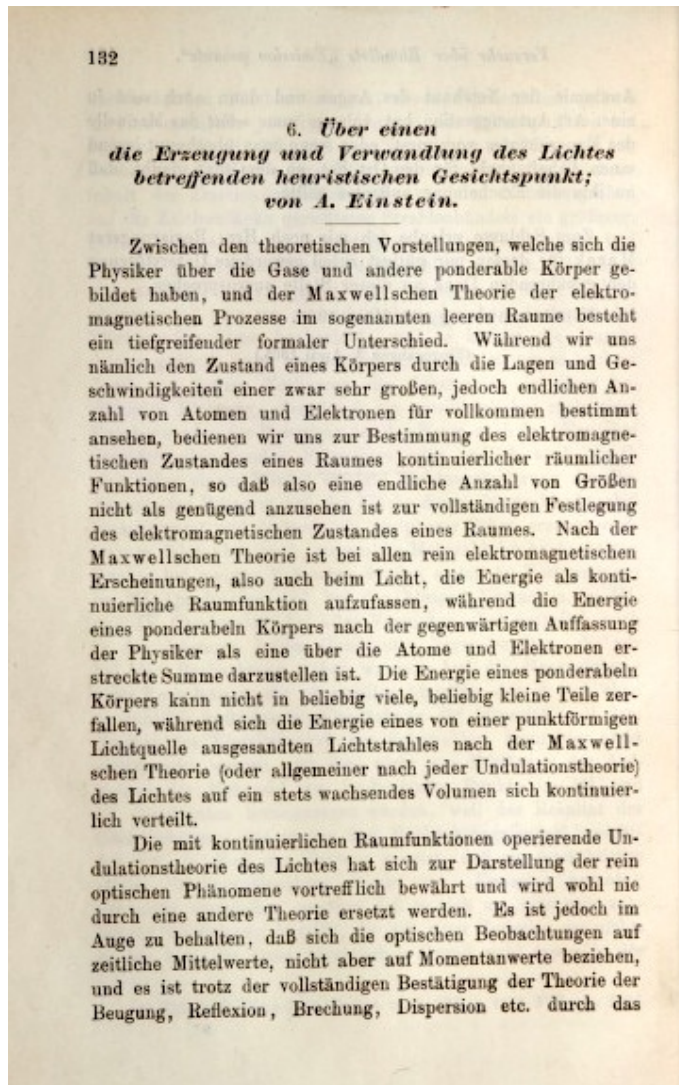 132
6. Über einen
die Erzeugung und Verwandlung des Lichtes
betreffenden heuristischen Gesichtspunkt;
von A. Einstein.
Zwischen den theoretischen Vorstellungen, welche sich die
Physiker über die Gase und andere ponderable Körper ge-
bildet haben, und der Maxwellschen Theorie der elektro-
magnetischen Prozesse im sogenannten leeren Raume besteht
ein tiefgreifender formaler Unterschied. Während wir uns
nämlich den Zustand eines Körpers durch die Lagen und Ge-
schwindigkeiten einer zwar sehr großen, jedoch endlichen An-
zahl von Atomen und Elektronen für vollkommen bestimmt
ansehen, bedienen wir uns zur Bestimmung des elektromagne-
tischen Zustandes eines Raumes kontinuierlicher räumlicher
Funktionen, so daß also eine endliche Anzahl von Größen
nicht als genügend anzusehen ist zur vollständigen Festlegung
des elektromagnetischen Zustandes eines Raumes. Nach der
Maxwellschen Theorie ist bei allen rein elektromagnetischen
Erscheinungen, also auch beim Licht, die Energie als konti-
nuierliche Raumfunktion aufzufassen, während die Energie
eines ponderabeln Körpers nach der gegenwärtigen Auffassung
der Physiker als eine über die Atome und Elektronen er-
streckte Summe darzustellen ist. Die Energie eines ponderabeln
Körpers kann nicht in beliebig viele, beliebig kleine Teile zer-
fallen, während sich die Energie eines von einer punktförmigen
Lichtquelle ausgesandten Lichtstrahles nach der Maxwell-
schen Theorie (oder allgemeiner nach jeder Undulationstheorie)
des Lichtes auf ein stets wachsendes Volumen sich kontinuier-
lich verteilt.
Die mit kontinuierlichen Raumfunktionen operierende Un-
dulationstheorie des Lichtes hat sich zur Darstellung der rein
optischen Phänomene vortrefflich bewährt und wird wohl nie
durch eine andere Theorie ersetzt werden. Es ist jedoch im
Auge zu behalten, daß sich die optischen Beobachtungen auf
zeitliche Mittelwerte, nicht aber auf Momentanwerte beziehen,
und es ist trotz der vollständigen Bestätigung der Theorie der
Beugung, Reflexion, Brechung, Dispersion etc. durch das